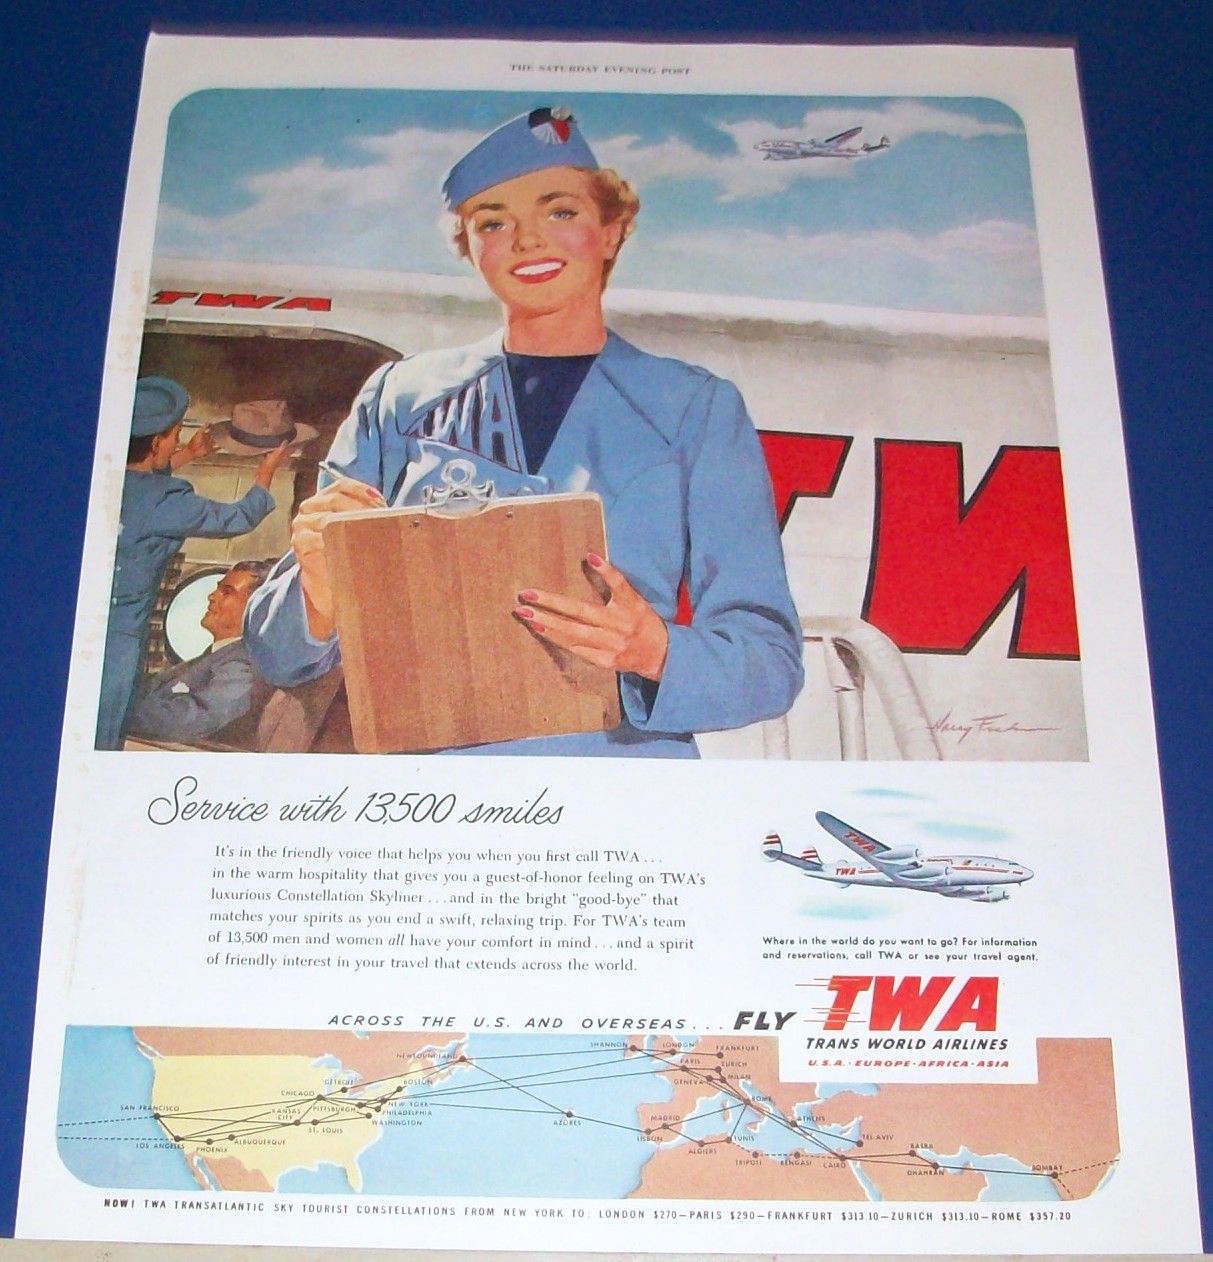 THE SATURDAY EVENING POST
TWA
WA
TW
Service with 13,500 smiles
It's in the friendly voice that helps you when you first call TWA...
in the warm hospitality that gives you a guest-of-honor feeling on TWA's
luxurious Constellation Skyliner...and in the bright "good-bye" that
matches your spirits as you end a swift, relaxing trip. For TWA's team
of 13,500 men and women all have your comfort in mind...and a spirit
of friendly interest in your travel that extends across the world.
TWA
TWA
Where in the world do you want to go? For information
and reservations, call TWA or see your travel agent.
ACROSS THE U.S. AND OVERSEAS... FLY TWA
TRANS WORLD AIRLINES
U.S.A.·EUROPE·AFRICA·ASIA
SAN FRANCISCO
LOS ANGELES
PHOENIX
ALBUQUERQUE
KANSAS CITY
ST. LOUIS
CHICAGO
DETROIT
PITTSBURGH
BOSTON
NEW YORK
PHILADELPHIA
WASHINGTON
NEWFOUNDLAND
AZORES
SHANNON
LONDON
FRANKFURT
PARIS
ZURICH
GENEVA
MILAN
ROME
MADRID
LISBON
ALGIERS
TUNIS
TRIPOLI
BENGASI
CAIRO
ATHENS
TEL AVIV
BASRA
DHAHRAN
BOMBAY
NOW! TWA TRANSATLANTIC SKY TOURIST CONSTELLATIONS FROM NEW YORK TO: LONDON $270—PARIS $290—FRANKFURT $313.10—ZURICH $313.10—ROME $357.20